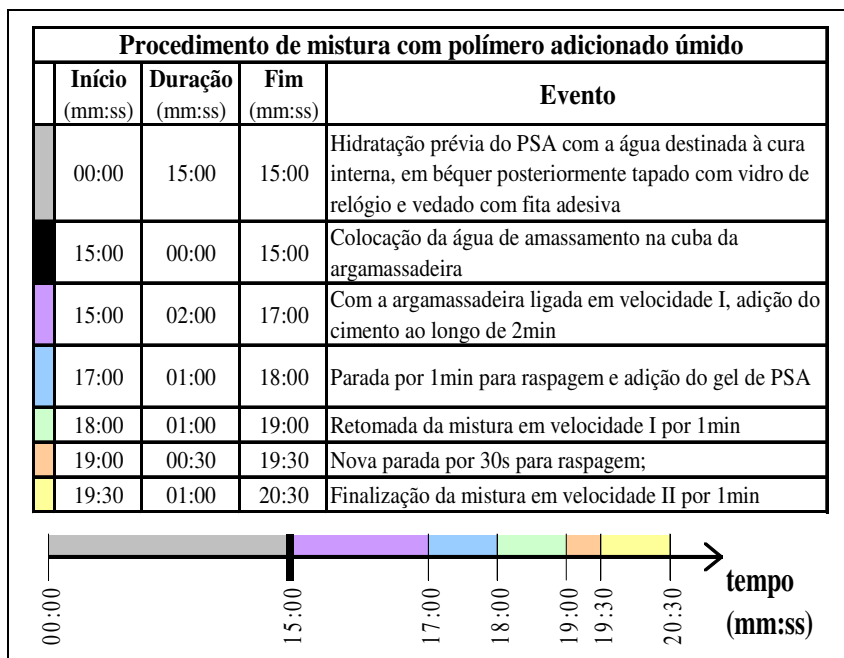 Procedimento de mistura com polímero adicionado úmido
Início Duração Fim Evento
(mm:ss) (mm:ss) (mm:ss)
00:00 15:00 15:00 Hidratação prévia do PSA com a água destinada à cura
interna, em béquer posteriormente tapado com vidro de
relógio e vedado com fita adesiva
15:00 00:00 15:00 Colocação da água de amassamento na cuba da
argamassadeira
15:00 02:00 17:00 Com a argamassadeira ligada em velocidade I, adição do
cimento ao longo de 2min
17:00 01:00 18:00 Parada por 1min para raspagem e adição do gel de PSA
18:00 01:00 19:00 Retomada da mistura em velocidade I por 1min
19:00 00:30 19:30 Nova parada por 30s para raspagem;
19:30 01:00 20:30 Finalização da mistura em velocidade II por 1min
00:00 15:00 17:00 18:00 19:00 19:30 20:30
tempo
(mm:ss)